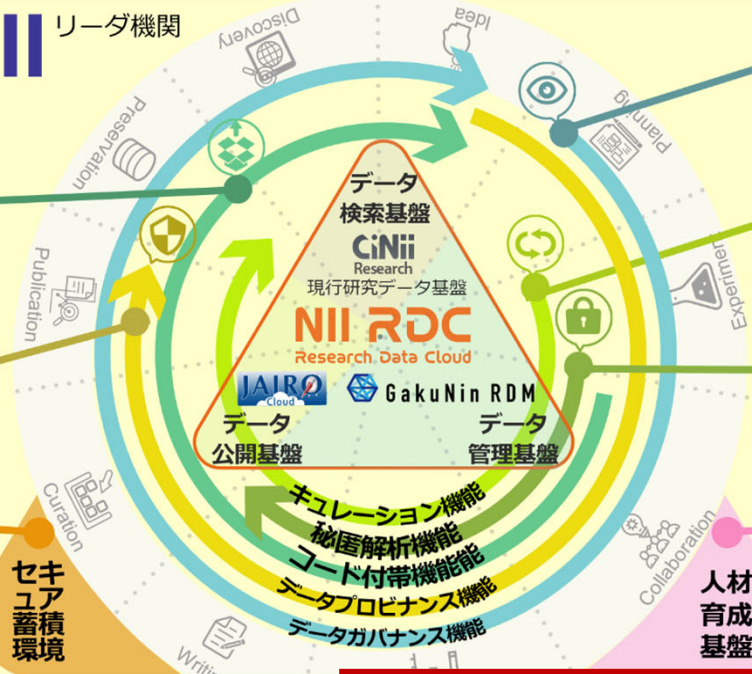 II リーダ機関
Discovery
Idea
Planning
Preservation
Publication
Experimen
Curation
Collaboration
Writi
データ
検索基盤
CiNii
Research
現行研究データ基盤
NII RDC
Research Data Cloud
JAIRO
Cloud
GakuNin RDM
データ
公開基盤
データ
管理基盤
キュレーション機能
秘匿解析機能
コード付帯機能能
データプロビナンス機能
データガバナンス機能
キア積境
セュ蓄環
人材
育成
基盤